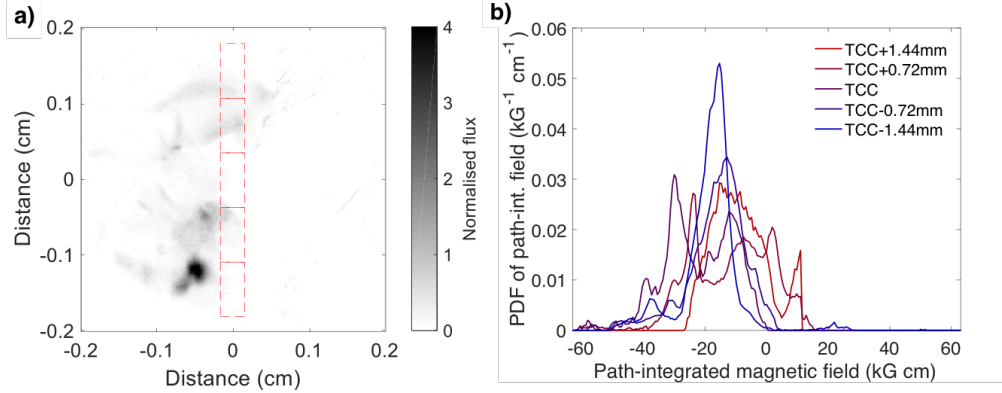 a)
0.2
0.1
0
-0.1
-0.2
Distance (cm)
-0.2
-0.1
0
0.1
0.2
Distance (cm)
4
3
2
1
0
Normalised flux
b)
0.06
0.05
0.04
0.03
0.02
0.01
0
PDF of path-int. field (kG⁻¹ cm⁻¹)
TCC+1.44mm
TCC+0.72mm
TCC
TCC-0.72mm
TCC-1.44mm
-60
-40
-20
0
20
40
60
Path-integrated magnetic field (kG cm)